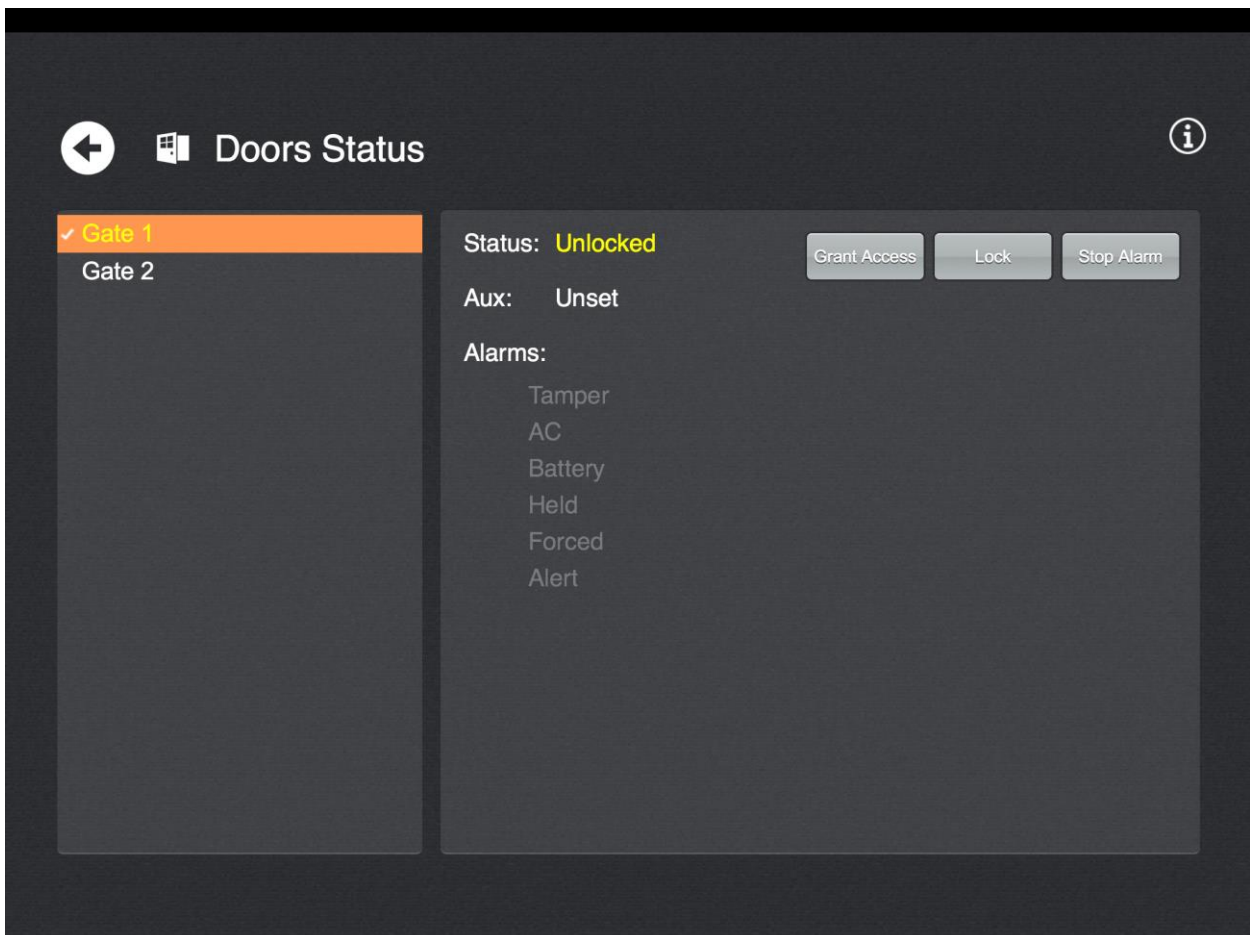 Doors Status
Gate 1
Gate 2
Status: Unlocked
Grant Access
Lock
Stop Alarm
Aux: Unset
Alarms:
Tamper
AC
Battery
Held
Forced
Alert